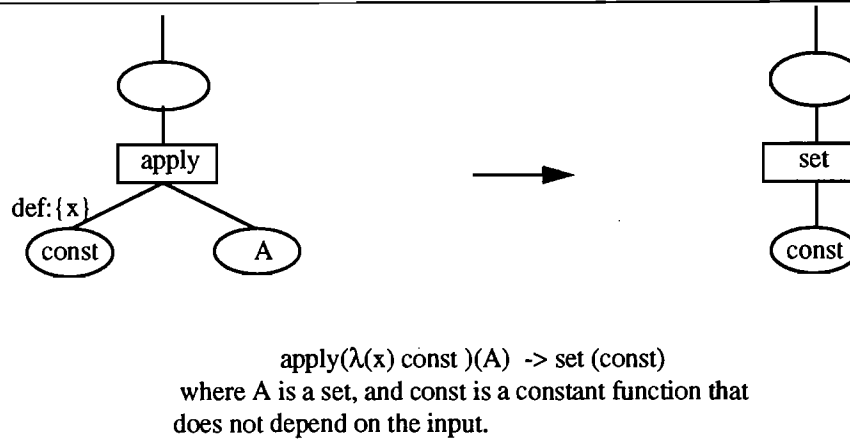 apply
set
def:{x}
const
A
const
apply(λ(x) const )(A) -> set (const)
where A is a set, and const is a constant function that
does not depend on the input.